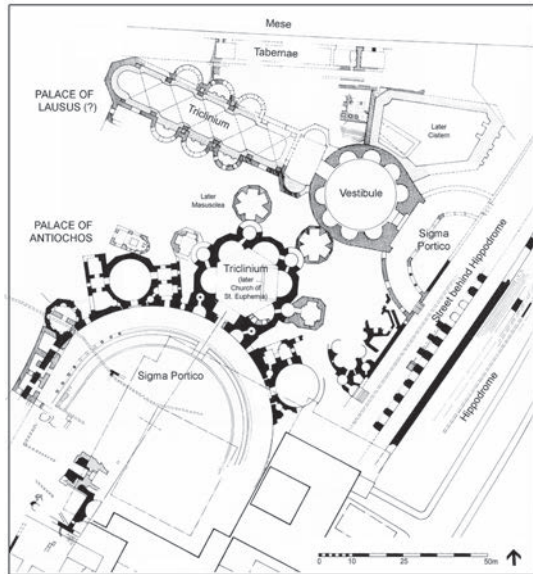 Mese
Tabernae
PALACE OF
LAUSUS (?)
Triclinium
Later
Cistern
Vestibule
Later
Mausolea
Sigma
Portico
Street behind Hippodrome
PALACE OF
ANTIOCHOS
Triclinium
(later
Church of
St. Euphemia)
Hippodrome
Sigma Portico
0 10 25 50m